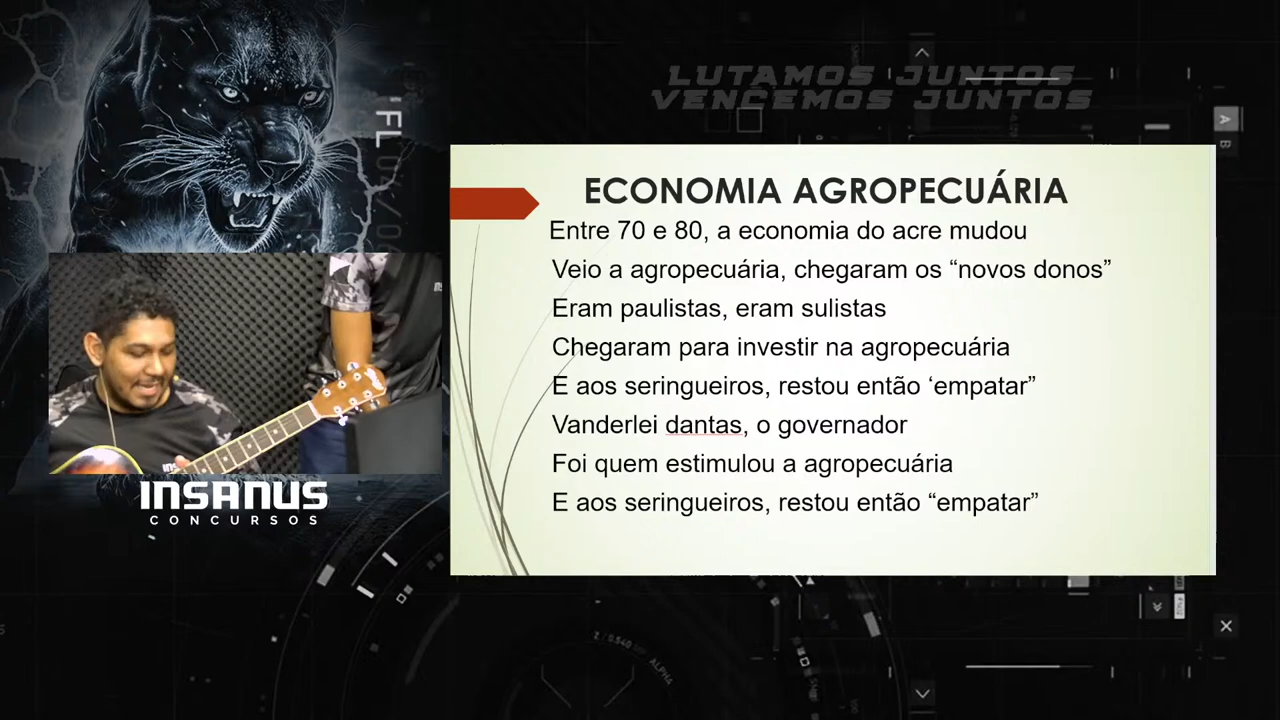 LUTAMOS JUNTOS
VENCEMOS JUNTOS
A
B
ECONOMIA AGROPECUÁRIA
Entre 70 e 80, a economia do acre mudou
Veio a agropecuária, chegaram os “novos donos”
Eram paulistas, eram sulistas
Chegaram para investir na agropecuária
E aos seringueiros, restou então ‘empatar”
Vanderlei dantas, o governador
Foi quem estimulou a agropecuária
E aos seringueiros, restou então “empatar”
INSANUS
CONCURSOS
ALPHA